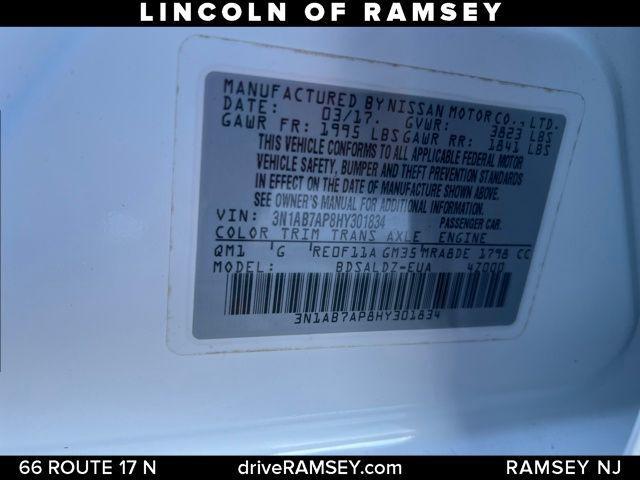 LINCOLN OF RAMSEY
MANUFACTURED BY NISSAN MOTOR CO., LTD.
DATE: 03/17. GVWR: 3823 LBS
GAWR FR: 1995 LBS GAWR RR: 1841 LBS
THIS VEHICLE CONFORMS TO ALL APPLICABLE FEDERAL MOTOR
VEHICLE SAFETY, BUMPER AND THEFT PREVENTION STANDARDS
IN EFFECT ON THE DATE OF MANUFACTURE SHOWN ABOVE.
SEE OWNER'S MANUAL FOR ADDITIONAL INFORMATION
VIN: 3N1AB7AP8HY301834 PASSENGER CAR.
COLOR TRIM TRANS AXLE ENGINE
QM1 G RE0F11A GM35 MRA8DE 1798 CC
MODEL: BDSALDZ-EUA 4Z000
3N1AB7AP8HY301834
66 ROUTE 17 N driveRAMSEY.com RAMSEY NJ